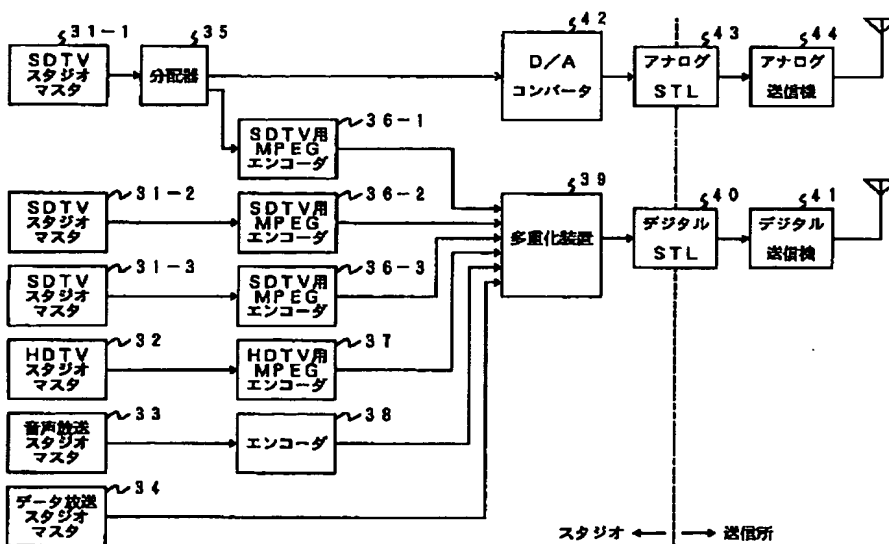 31-1
SDTV
スタジオ
マスタ
35
分配器
42
D/A
コンバータ
43
アナログ
STL
44
アナログ
送信機
36-1
SDTV用
MPEG
エンコーダ
31-2
SDTV
スタジオ
マスタ
36-2
SDTV用
MPEG
エンコーダ
39
多重化装置
40
デジタル
STL
41
デジタル
送信機
31-3
SDTV
スタジオ
マスタ
36-3
SDTV用
MPEG
エンコーダ
32
HDTV
スタジオ
マスタ
37
HDTV用
MPEG
エンコーダ
33
音声放送
スタジオ
マスタ
38
エンコーダ
34
データ放送
スタジオ
マスタ
スタジオ
送信所